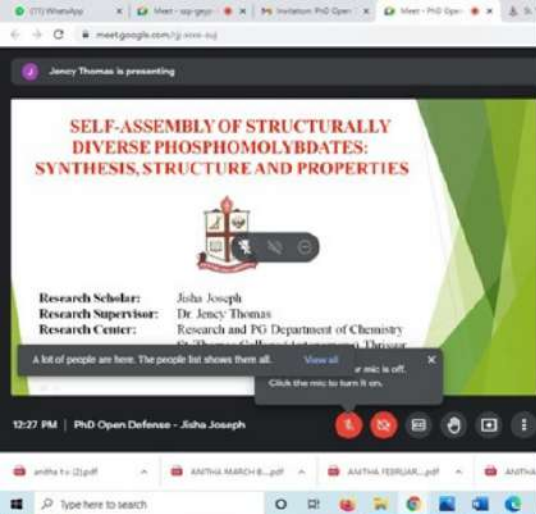 (11) WhatsApp
Meet -
Invitation: PhD Open
Meet - PhD Open
meet.google.com/
Jency Thomas is presenting
SELF-ASSEMBLY OF STRUCTURALLY
DIVERSE PHOSPHOMOLYBDATES:
SYNTHESIS, STRUCTURE AND PROPERTIES
Research Scholar: Jisha Joseph
Research Supervisor: Dr. Jency Thomas
Research Center: Research and PG Department of Chemistry
A lot of people are here. The people list shows them all. View all
r mic is off.
Click the mic to turn it on.
12:27 PM | PhD Open Defense - Jisha Joseph
anitha t v (2).pdf
ANITHA MARCH B....pdf
ANITHA FEBRUAR....pdf
ANITHA
Type here to search